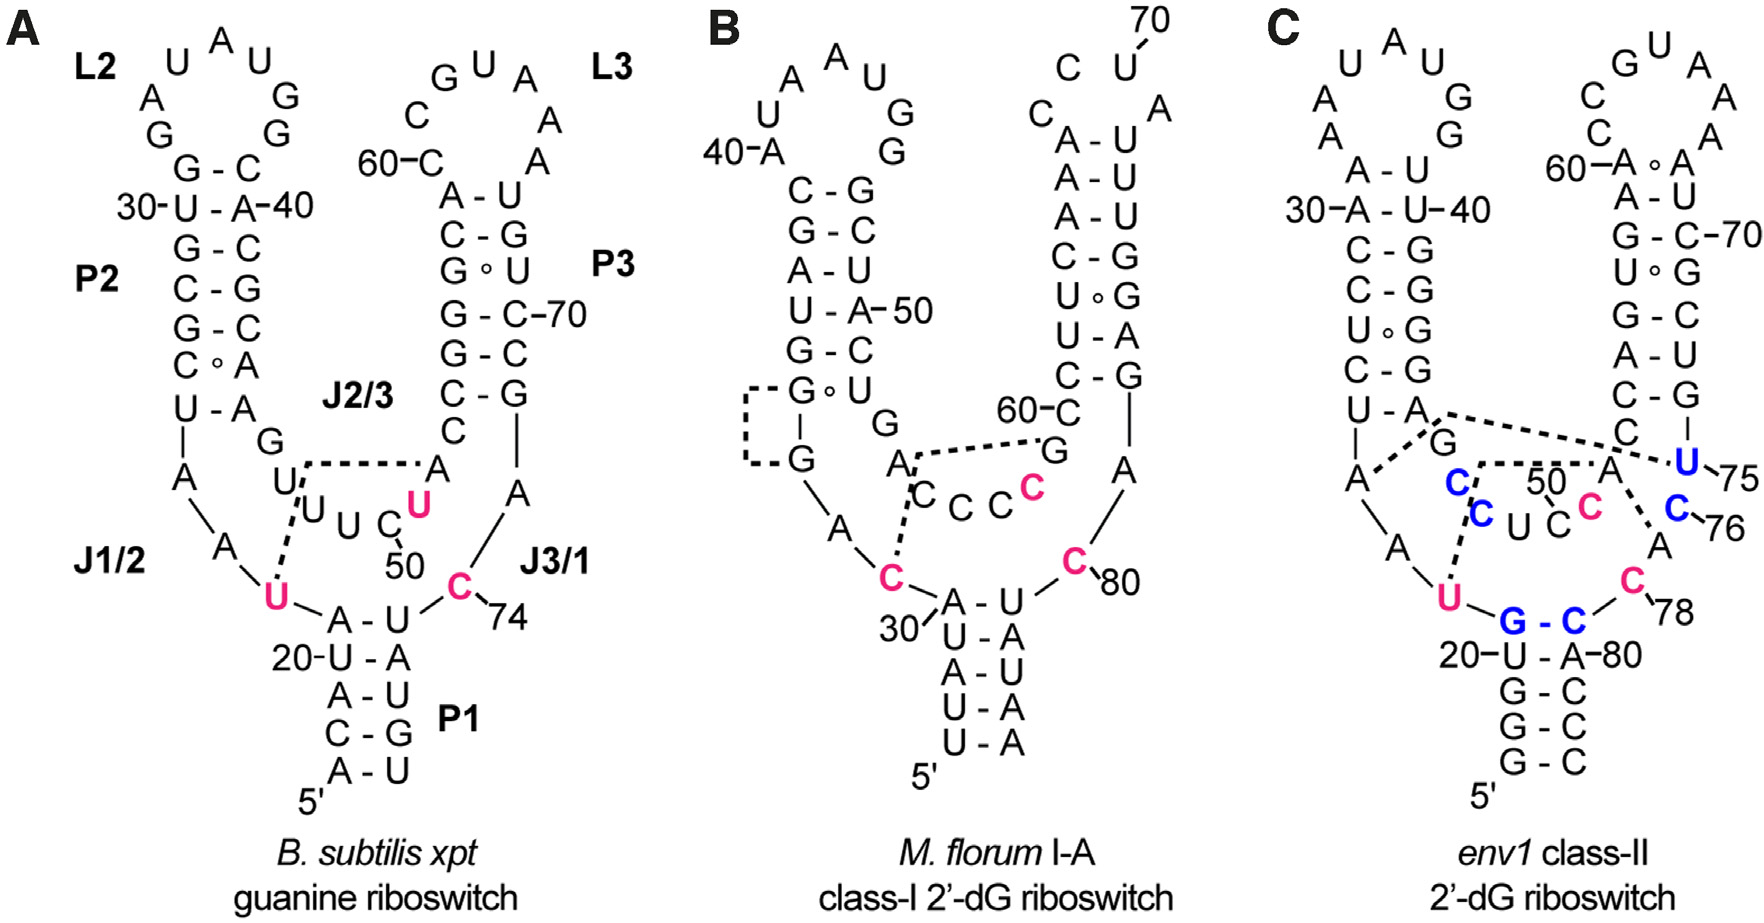 A
A
U U
L2 G U A L3
A G C A
G G 60 C A
G - C A - U
30 - U - A - 40
G - C C - G
P2 C - G G ∘ U P3
G - C G - C - 70
C ∘ A G - C
U - A J2/3 C - G
G C
A U A
U U C U A
A 50
J1/2 U C J3/1
A - U 74
20 - U - A
A - U P1
C - G
A - U
5'
B. subtilis xpt
guanine riboswitch
B
70
A A U C U
U G C A
40 - A G A - U
C - G A - U
G - C A - U
A - U C - G
U - A - 50 U ∘ G
G - C U - A
G ∘ U C - G
G 60 - C
G A G A
C C C C
A
C C 80
30 A - U
U - A
A - U
U - A
U - A
5'
M. florum I-A
class-I 2'-dG riboswitch
C
A
U U G U A
A G C A
A G C A
A - U 60 - A ∘ A
30 - A - U - 40 A - U
C - G G - C - 70
C - G U ∘ G
U ∘ G G - C
C - G A - U
U - A C - G
G C
A C 50 A U 75
C U C C C 76
A A
U C 78
G - C
20 - U - A - 80
G - C
G - C
G - C
5'
env1 class-II
2'-dG riboswitch